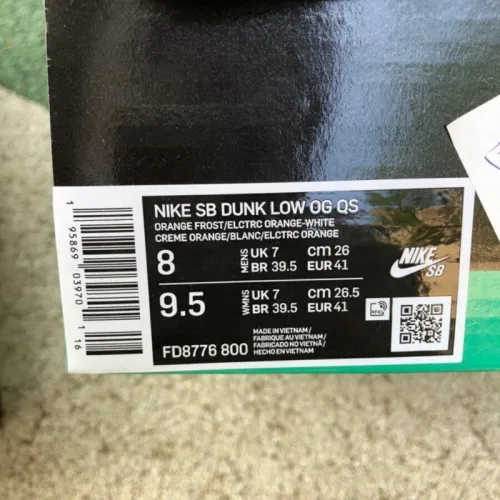 NIKE SB DUNK LOW OG QS
ORANGE FROST/ELCTRC ORANGE-WHITE
CREME ORANGE/BLANC/ELCTRC ORANGE
8 MENS UK 7 cm 26
BR 39.5 EUR 41
9.5 WMNS UK 7 cm 26.5
BR 39.5 EUR 41
NIKE SB
RFID
FD8776 800
MADE IN VIETNAM/
FABRIQUE AU VIETNAM/
FABRICADO NO VIETNÃ/
HECHO EN VIETNAM
1 95869 03970 116